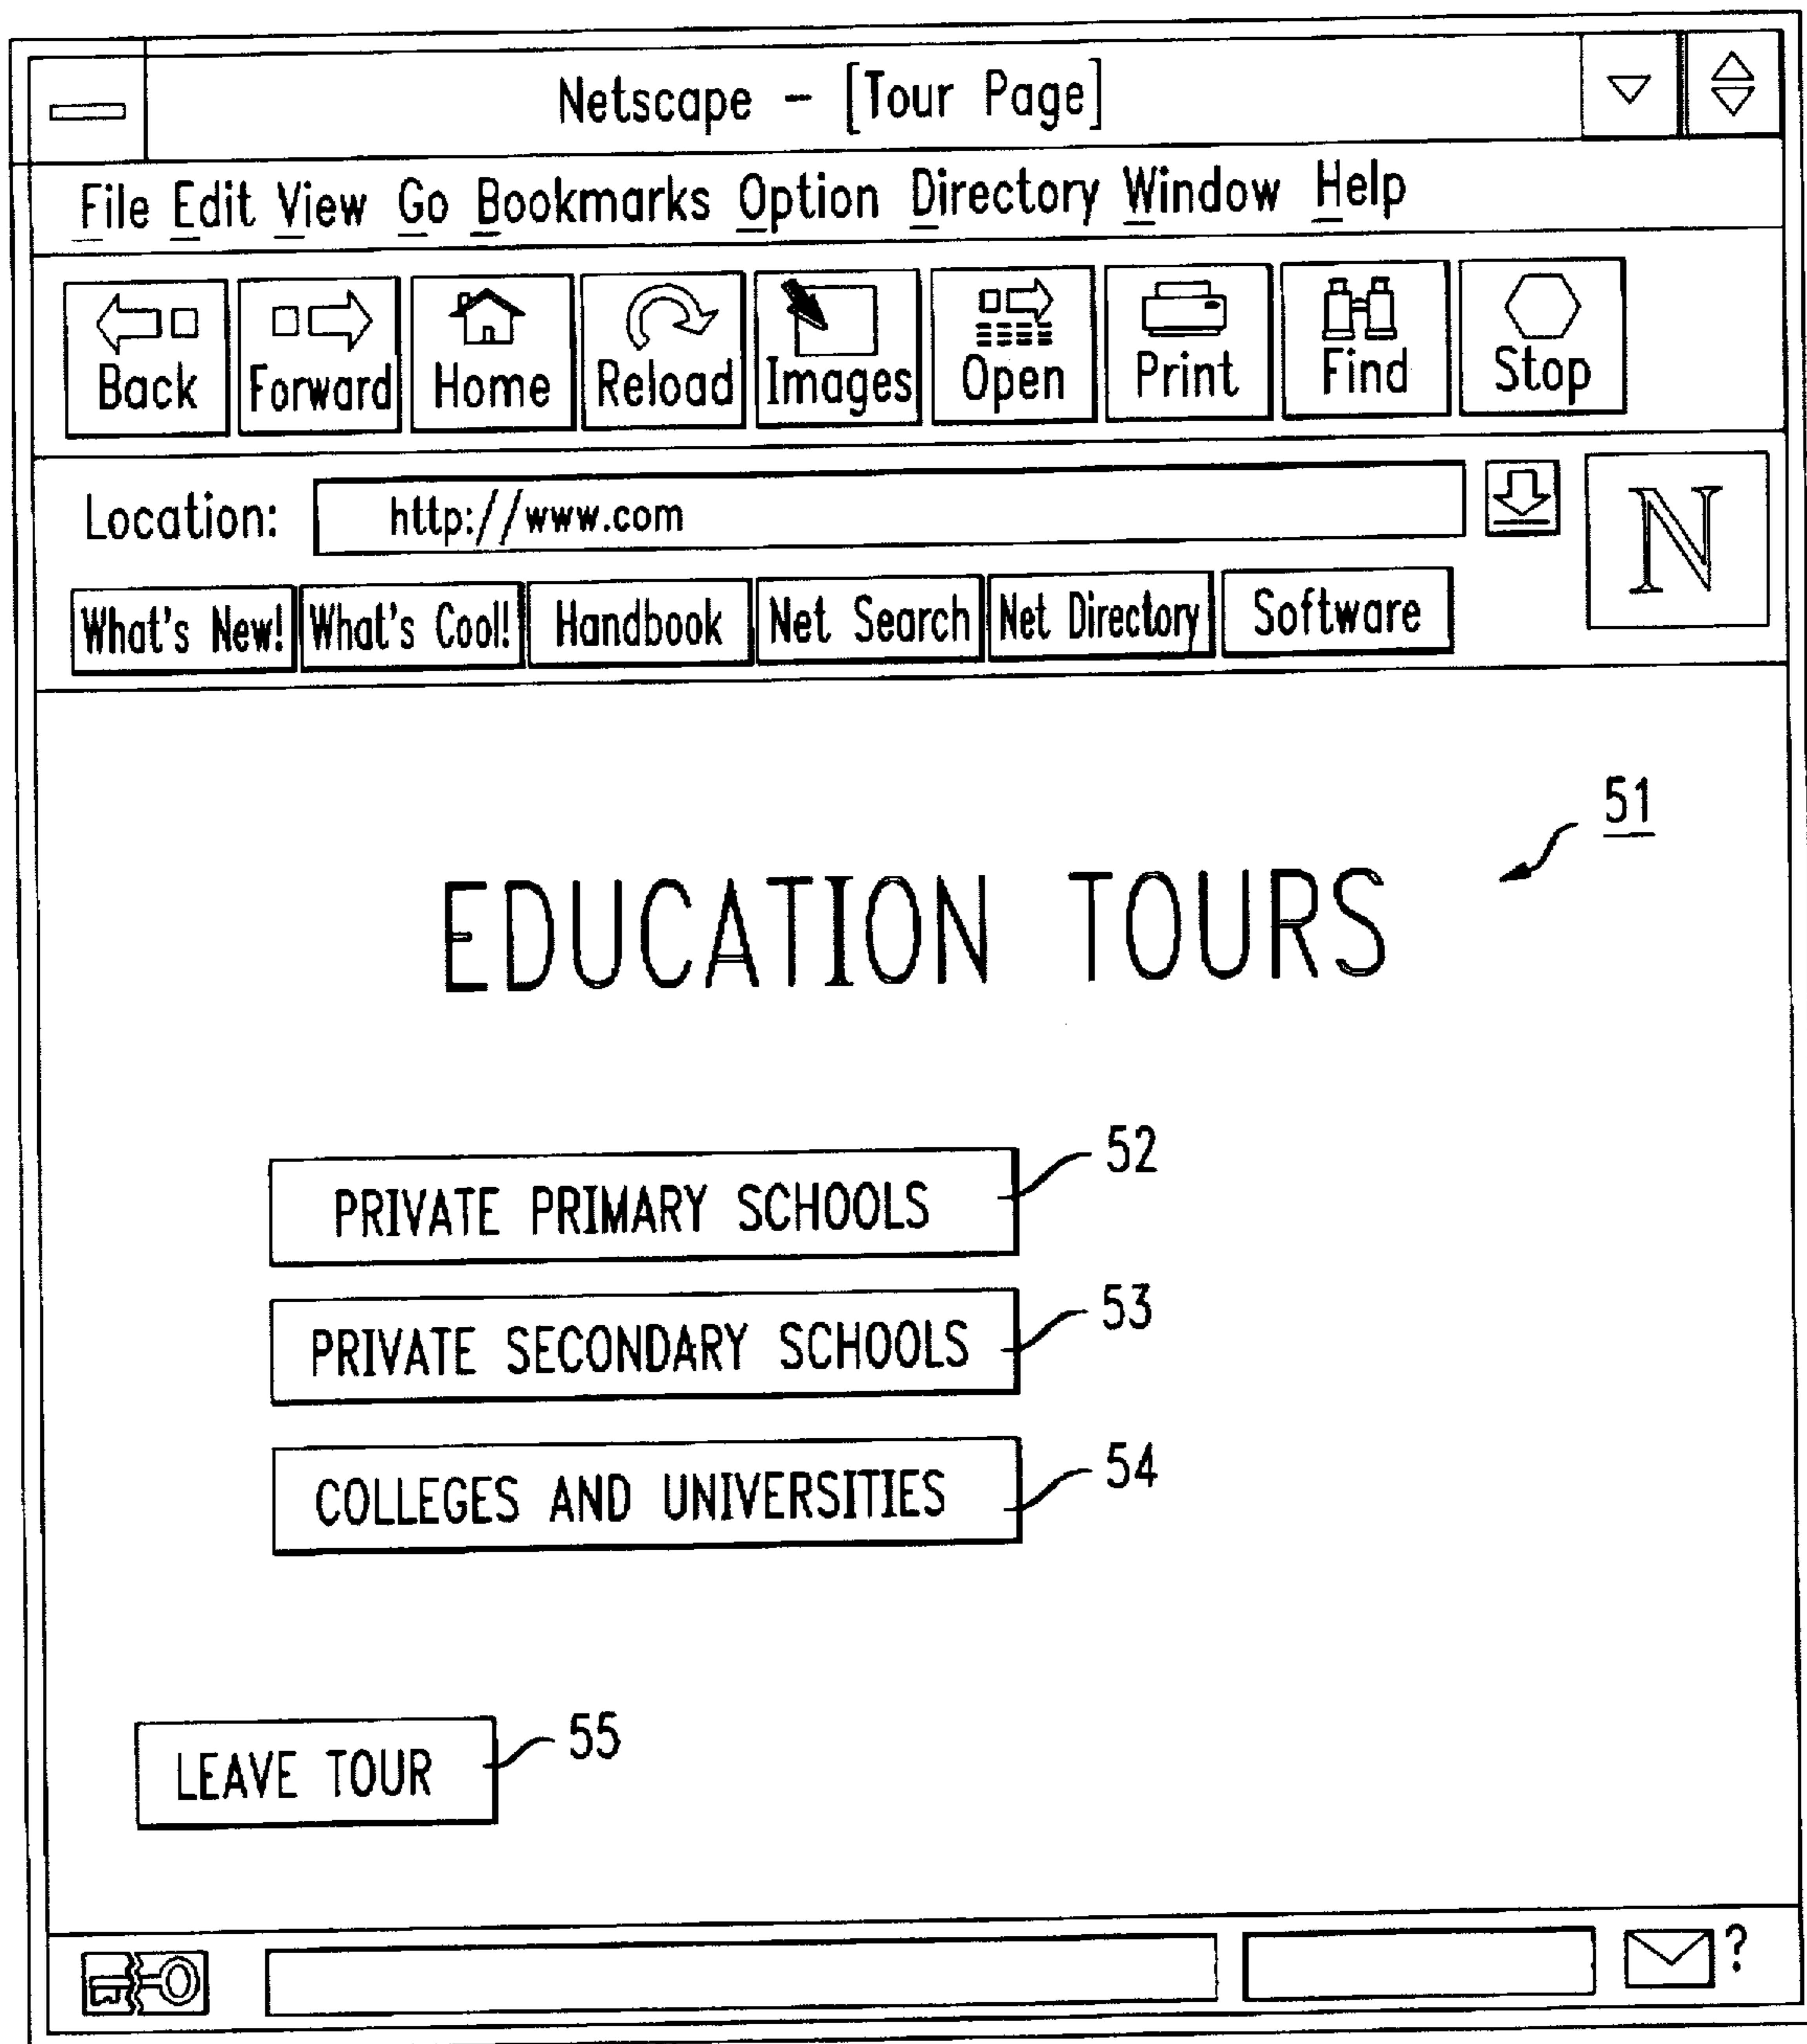 Netscape - [Tour Page]
File Edit View Go Bookmarks Option Directory Window Help
Back Forward Home Reload Images Open Print Find Stop
Location: http://www.com
N
What's New! What's Cool! Handbook Net Search Net Directory Software
51
EDUCATION TOURS
PRIVATE PRIMARY SCHOOLS 52
PRIVATE SECONDARY SCHOOLS 53
COLLEGES AND UNIVERSITIES 54
LEAVE TOUR 55
?